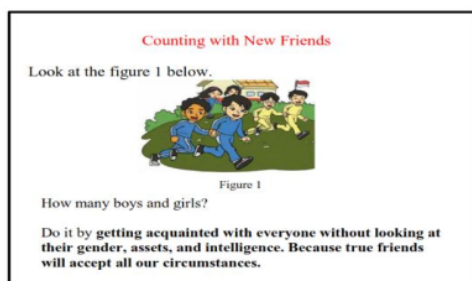 Counting with New Friends
Look at the figure 1 below.
Figure 1
How many boys and girls?
Do it by getting acquainted with everyone without looking at
their gender, assets, and intelligence. Because true friends
will accept all our circumstances.